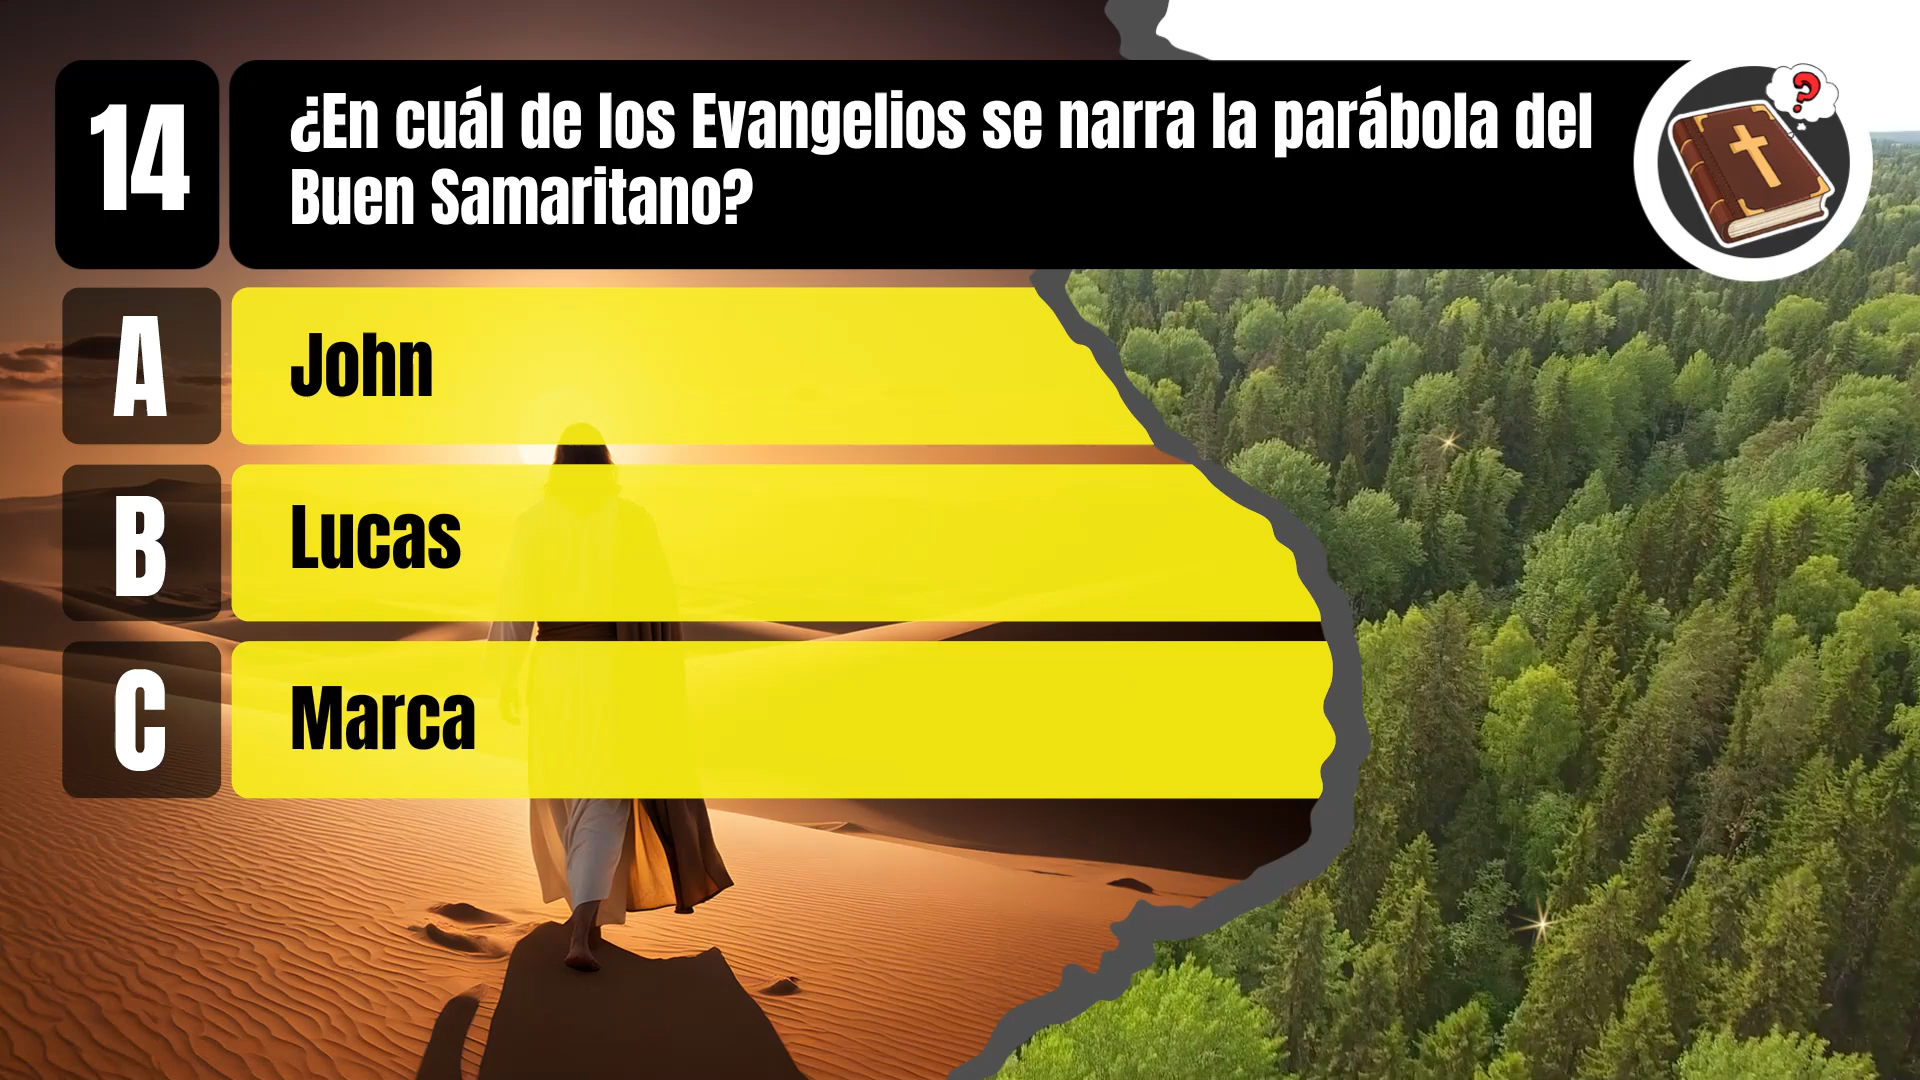 14
¿En cuál de los Evangelios se narra la parábola del
Buen Samaritano?
?
A
John
B
Lucas
C
Marca